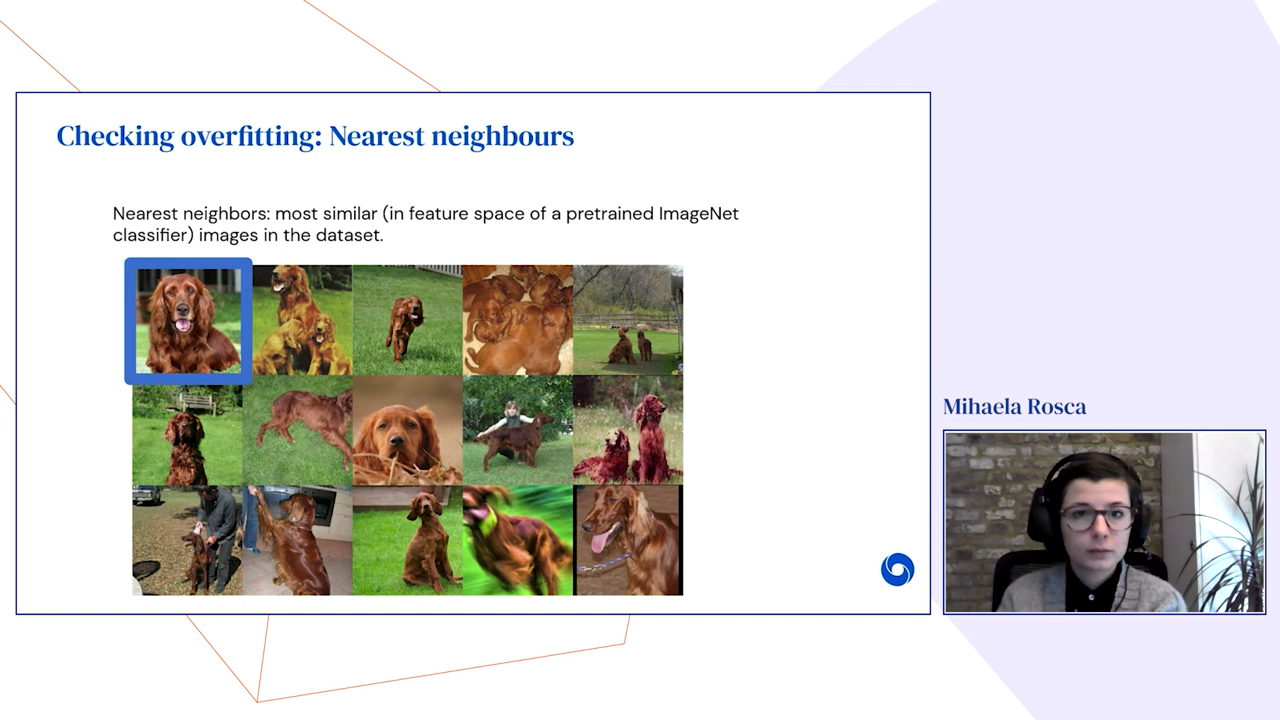 Checking overfitting: Nearest neighbours
Nearest neighbors: most similar (in feature space of a pretrained ImageNet
classifier) images in the dataset.
Mihaela Rosca